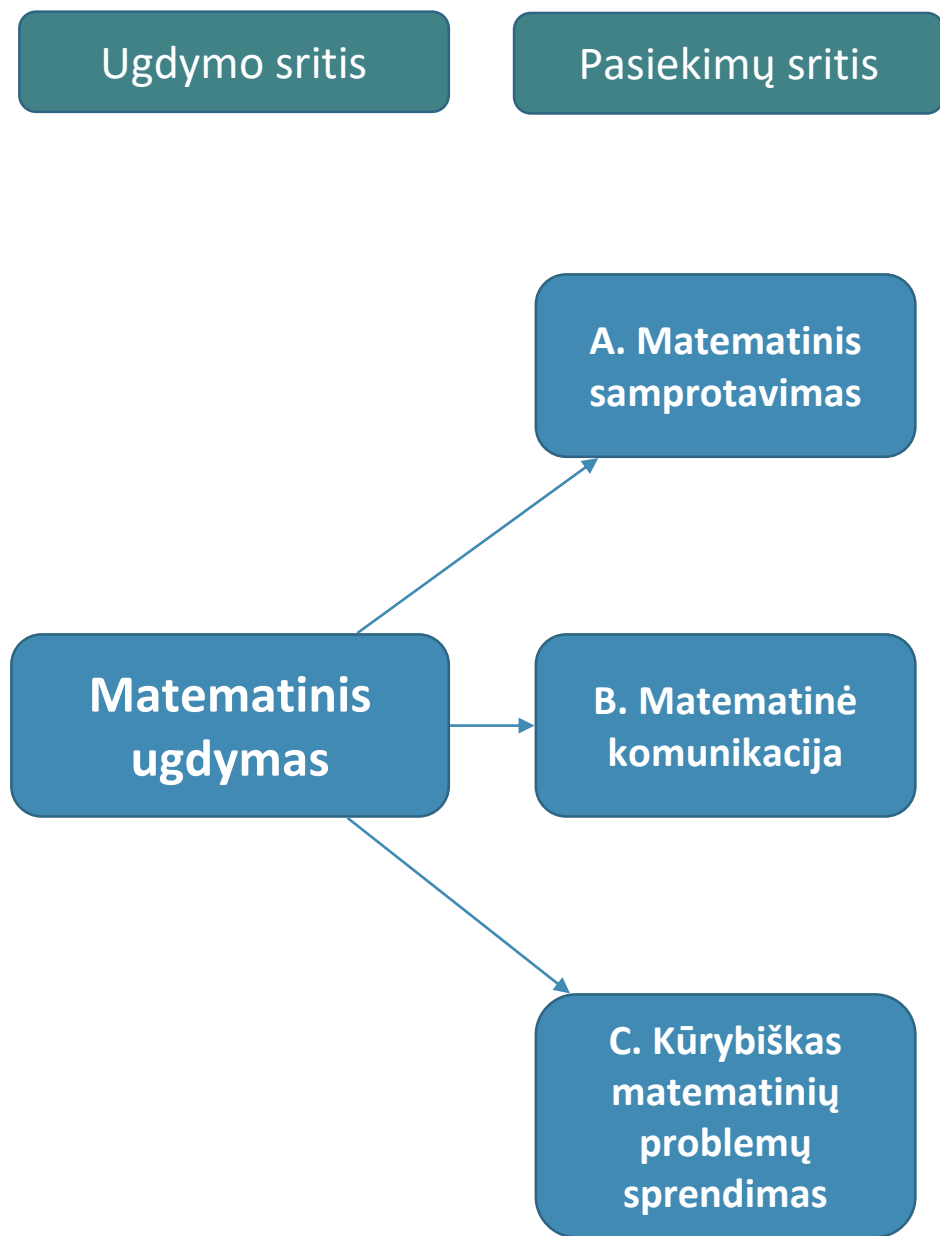 Ugdymo sritis
Pasiekimų sritis
A. Matematinis
samprotavimas
Matematinis
ugdymas
B. Matematinė
komunikacija
C. Kūrybiškas
matematinių
problemų
sprendimas